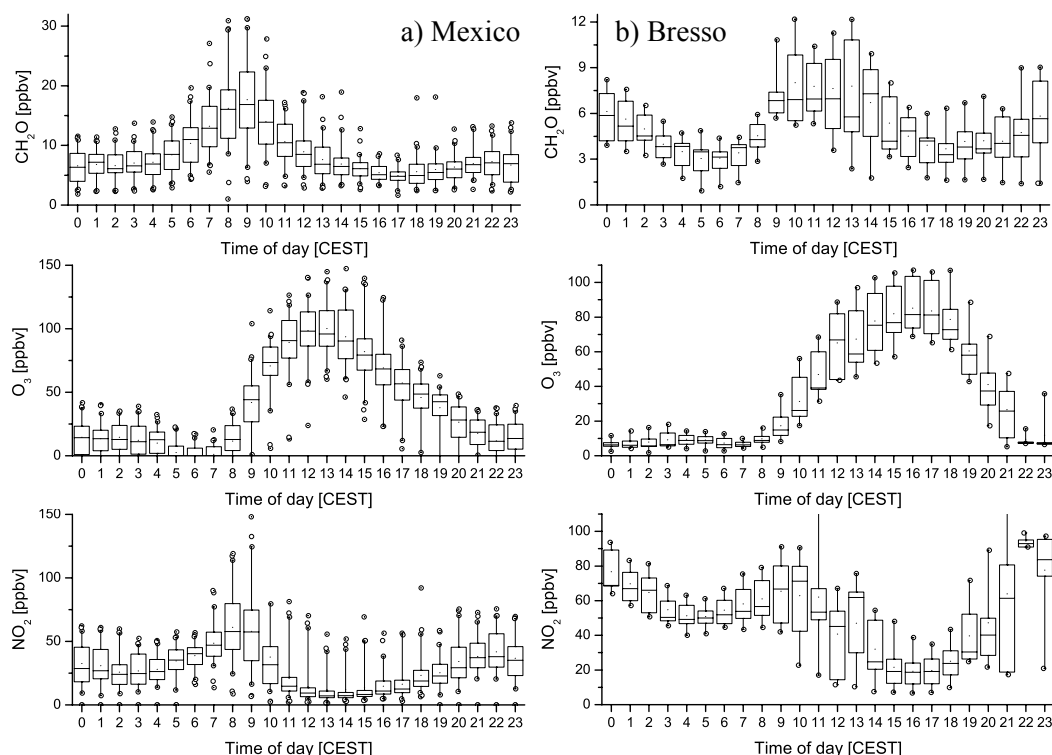 a) Mexico
CH2O [ppbv]
30
20
10
0
0 1 2 3 4 5 6 7 8 9 10 11 12 13 14 15 16 17 18 19 20 21 22 23
Time of day [CEST]
b) Bresso
CH2O [ppbv]
12
9
6
3
0
0 1 2 3 4 5 6 7 8 9 10 11 12 13 14 15 16 17 18 19 20 21 22 23
Time of day [CEST]
O3 [ppbv]
150
100
50
0
0 1 2 3 4 5 6 7 8 9 10 11 12 13 14 15 16 17 18 19 20 21 22 23
Time of day [CEST]
O3 [ppbv]
100
80
60
40
20
0
0 1 2 3 4 5 6 7 8 9 10 11 12 13 14 15 16 17 18 19 20 21 22 23
Time of day [CEST]
NO2 [ppbv]
150
100
50
0
0 1 2 3 4 5 6 7 8 9 10 11 12 13 14 15 16 17 18 19 20 21 22 23
Time of day [CEST]
NO2 [ppbv]
100
80
60
40
20
0
0 1 2 3 4 5 6 7 8 9 10 11 12 13 14 15 16 17 18 19 20 21 22 23
Time of day [CEST]